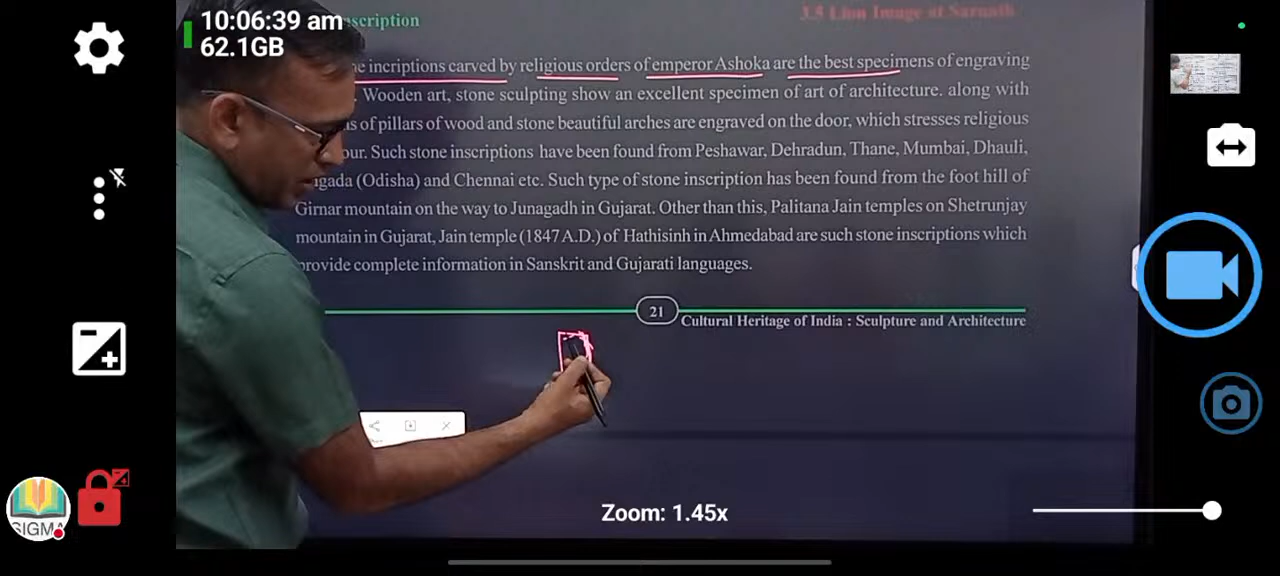 10:06:39 am
62.1GB
scription
3.5 Lion Image at Sarnath
incriptions carved by religious orders of emperor Ashoka are the best specimens of engraving
Wooden art, stone sculpting show an excellent specimen of art of architecture. along with
of pillars of wood and stone beautiful arches are engraved on the door, which stresses religious
Such stone inscriptions have been found from Peshawar, Dehradun, Thane, Mumbai, Dhauli,
(Odisha) and Chennai etc. Such type of stone inscription has been found from the foot hill of
Girnar mountain on the way to Junagadh in Gujarat. Other than this, Palitana Jain temples on Shetrunjay
mountain in Gujarat, Jain temple (1847 A.D.) of Hathisinh in Ahmedabad are such stone inscriptions which
provide complete information in Sanskrit and Gujarati languages.
21
Cultural Heritage of India : Sculpture and Architecture
SIGMA
Zoom: 1.45x